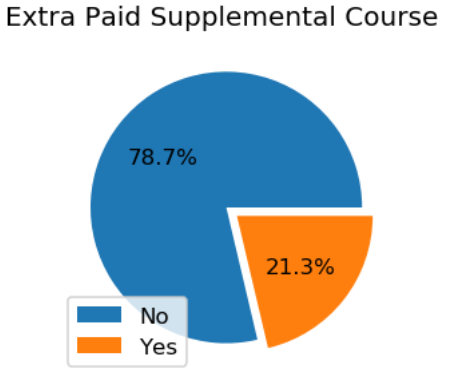 Extra Paid Supplemental Course
78.7%
21.3%
No
Yes